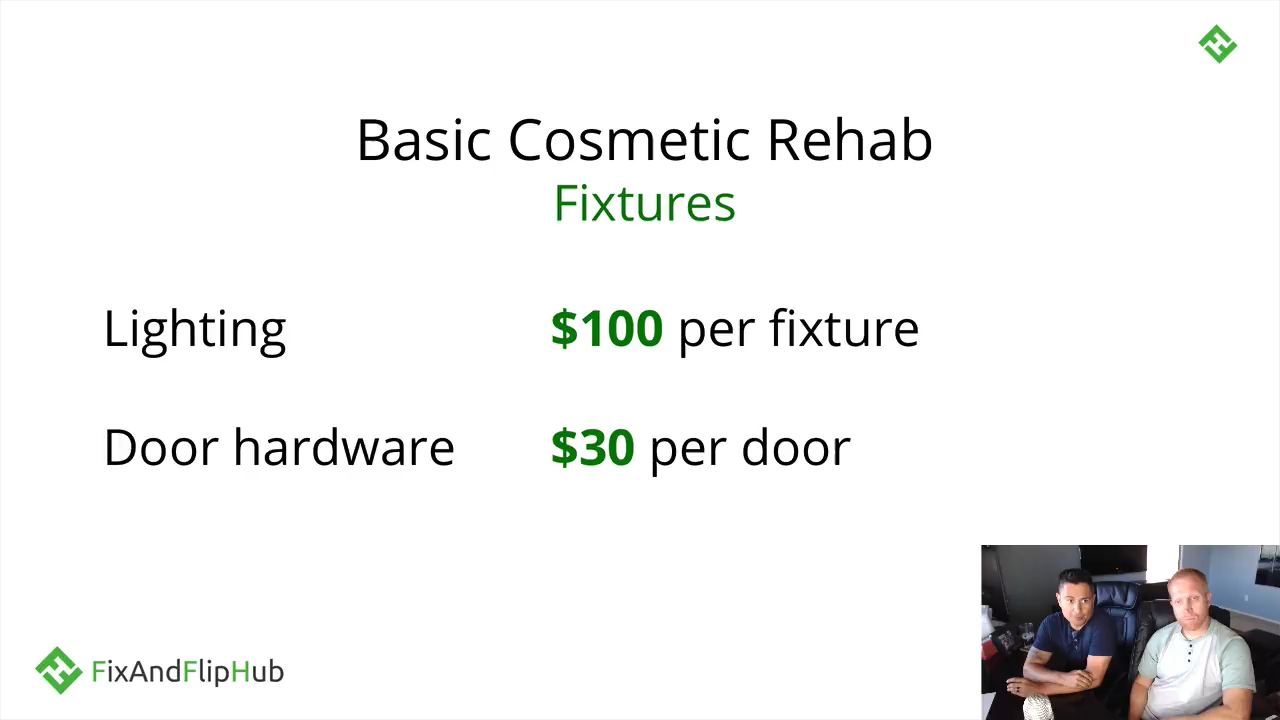 Basic Cosmetic Rehab
Fixtures
Lighting $100 per fixture
Door hardware $30 per door
FixAndFlipHub